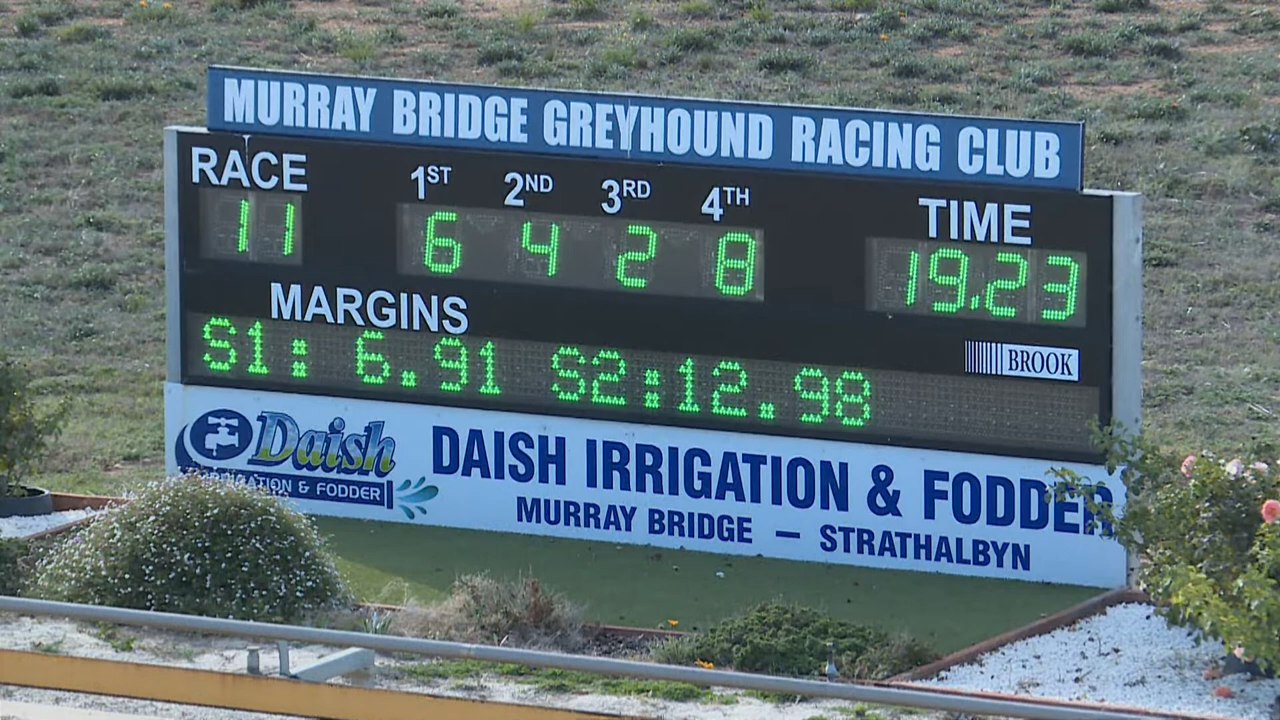 MURRAY BRIDGE GREYHOUND RACING CLUB
RACE 1ST 2ND 3RD 4TH TIME
11 6 4 2 8 19.23
MARGINS
BROOK
S1: 6.91 S2:12.98
Daish
IRRIGATION & FODDER
DAISH IRRIGATION & FODDER
MURRAY BRIDGE – STRATHALBYN